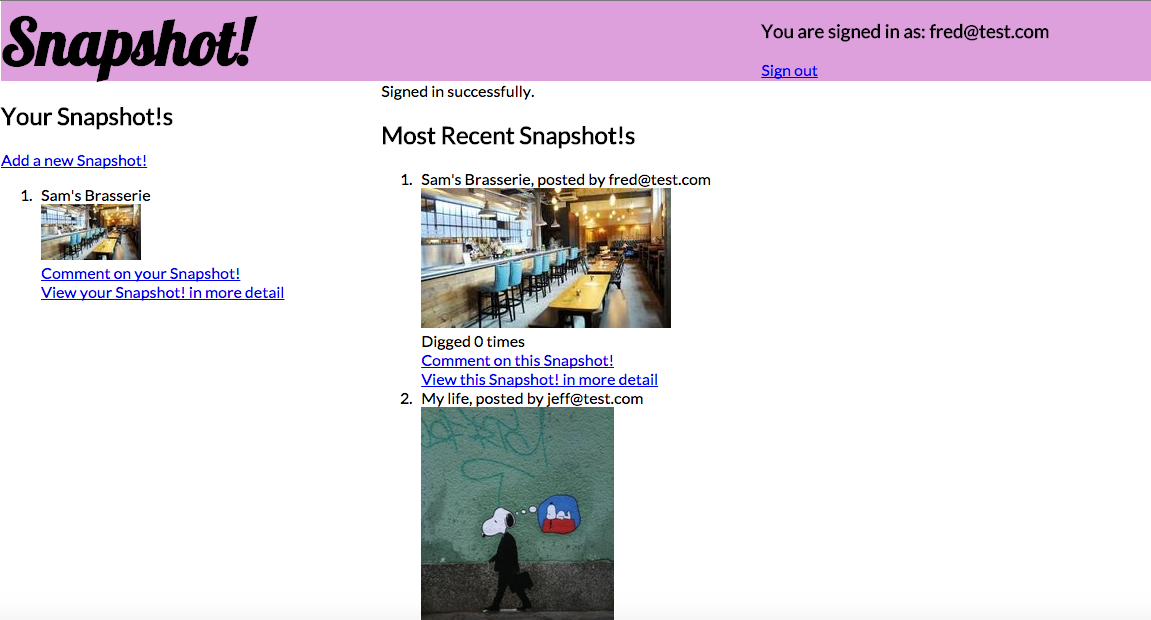 Snapshot!
You are signed in as: fred@test.com
Sign out
Your Snapshot!s
Add a new Snapshot!
1. Sam's Brasserie
Comment on your Snapshot!
View your Snapshot! in more detail
Signed in successfully.
Most Recent Snapshot!s
1. Sam's Brasserie, posted by fred@test.com
Digged 0 times
Comment on this Snapshot!
View this Snapshot! in more detail
2. My life, posted by jeff@test.com